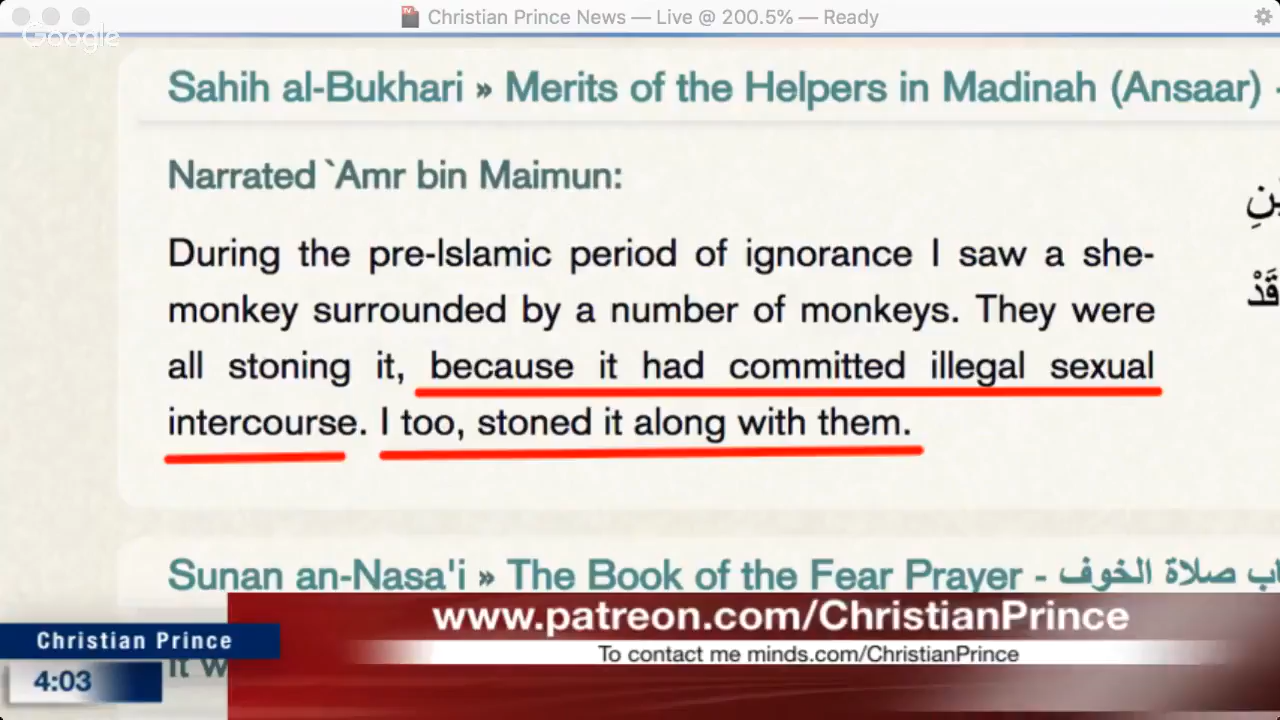 Christian Prince News — Live @ 200.5% — Ready
Google
Sahih al-Bukhari » Merits of the Helpers in Madinah (Ansaar) -
Narrated `Amr bin Maimun:
During the pre-Islamic period of ignorance I saw a she-
monkey surrounded by a number of monkeys. They were
all stoning it, because it had committed illegal sexual
intercourse. I too, stoned it along with them.
قَدْ
Sunan an-Nasa'i » The Book of the Fear Prayer - صلاة الخوف
www.patreon.com/ChristianPrince
Christian Prince
To contact me minds.com/ChristianPrince
4:03